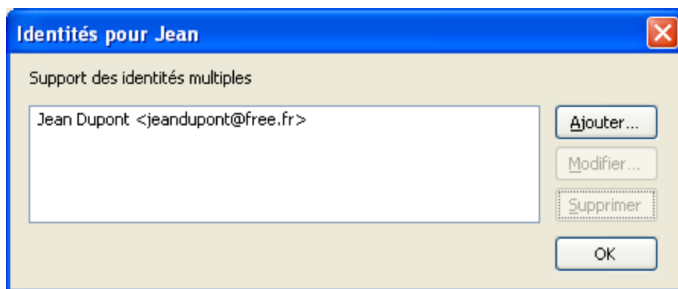 Identités pour Jean
Support des identités multiples
Jean Dupont <jeandupont@free.fr>
Ajouter...
Modifier...
Supprimer
OK